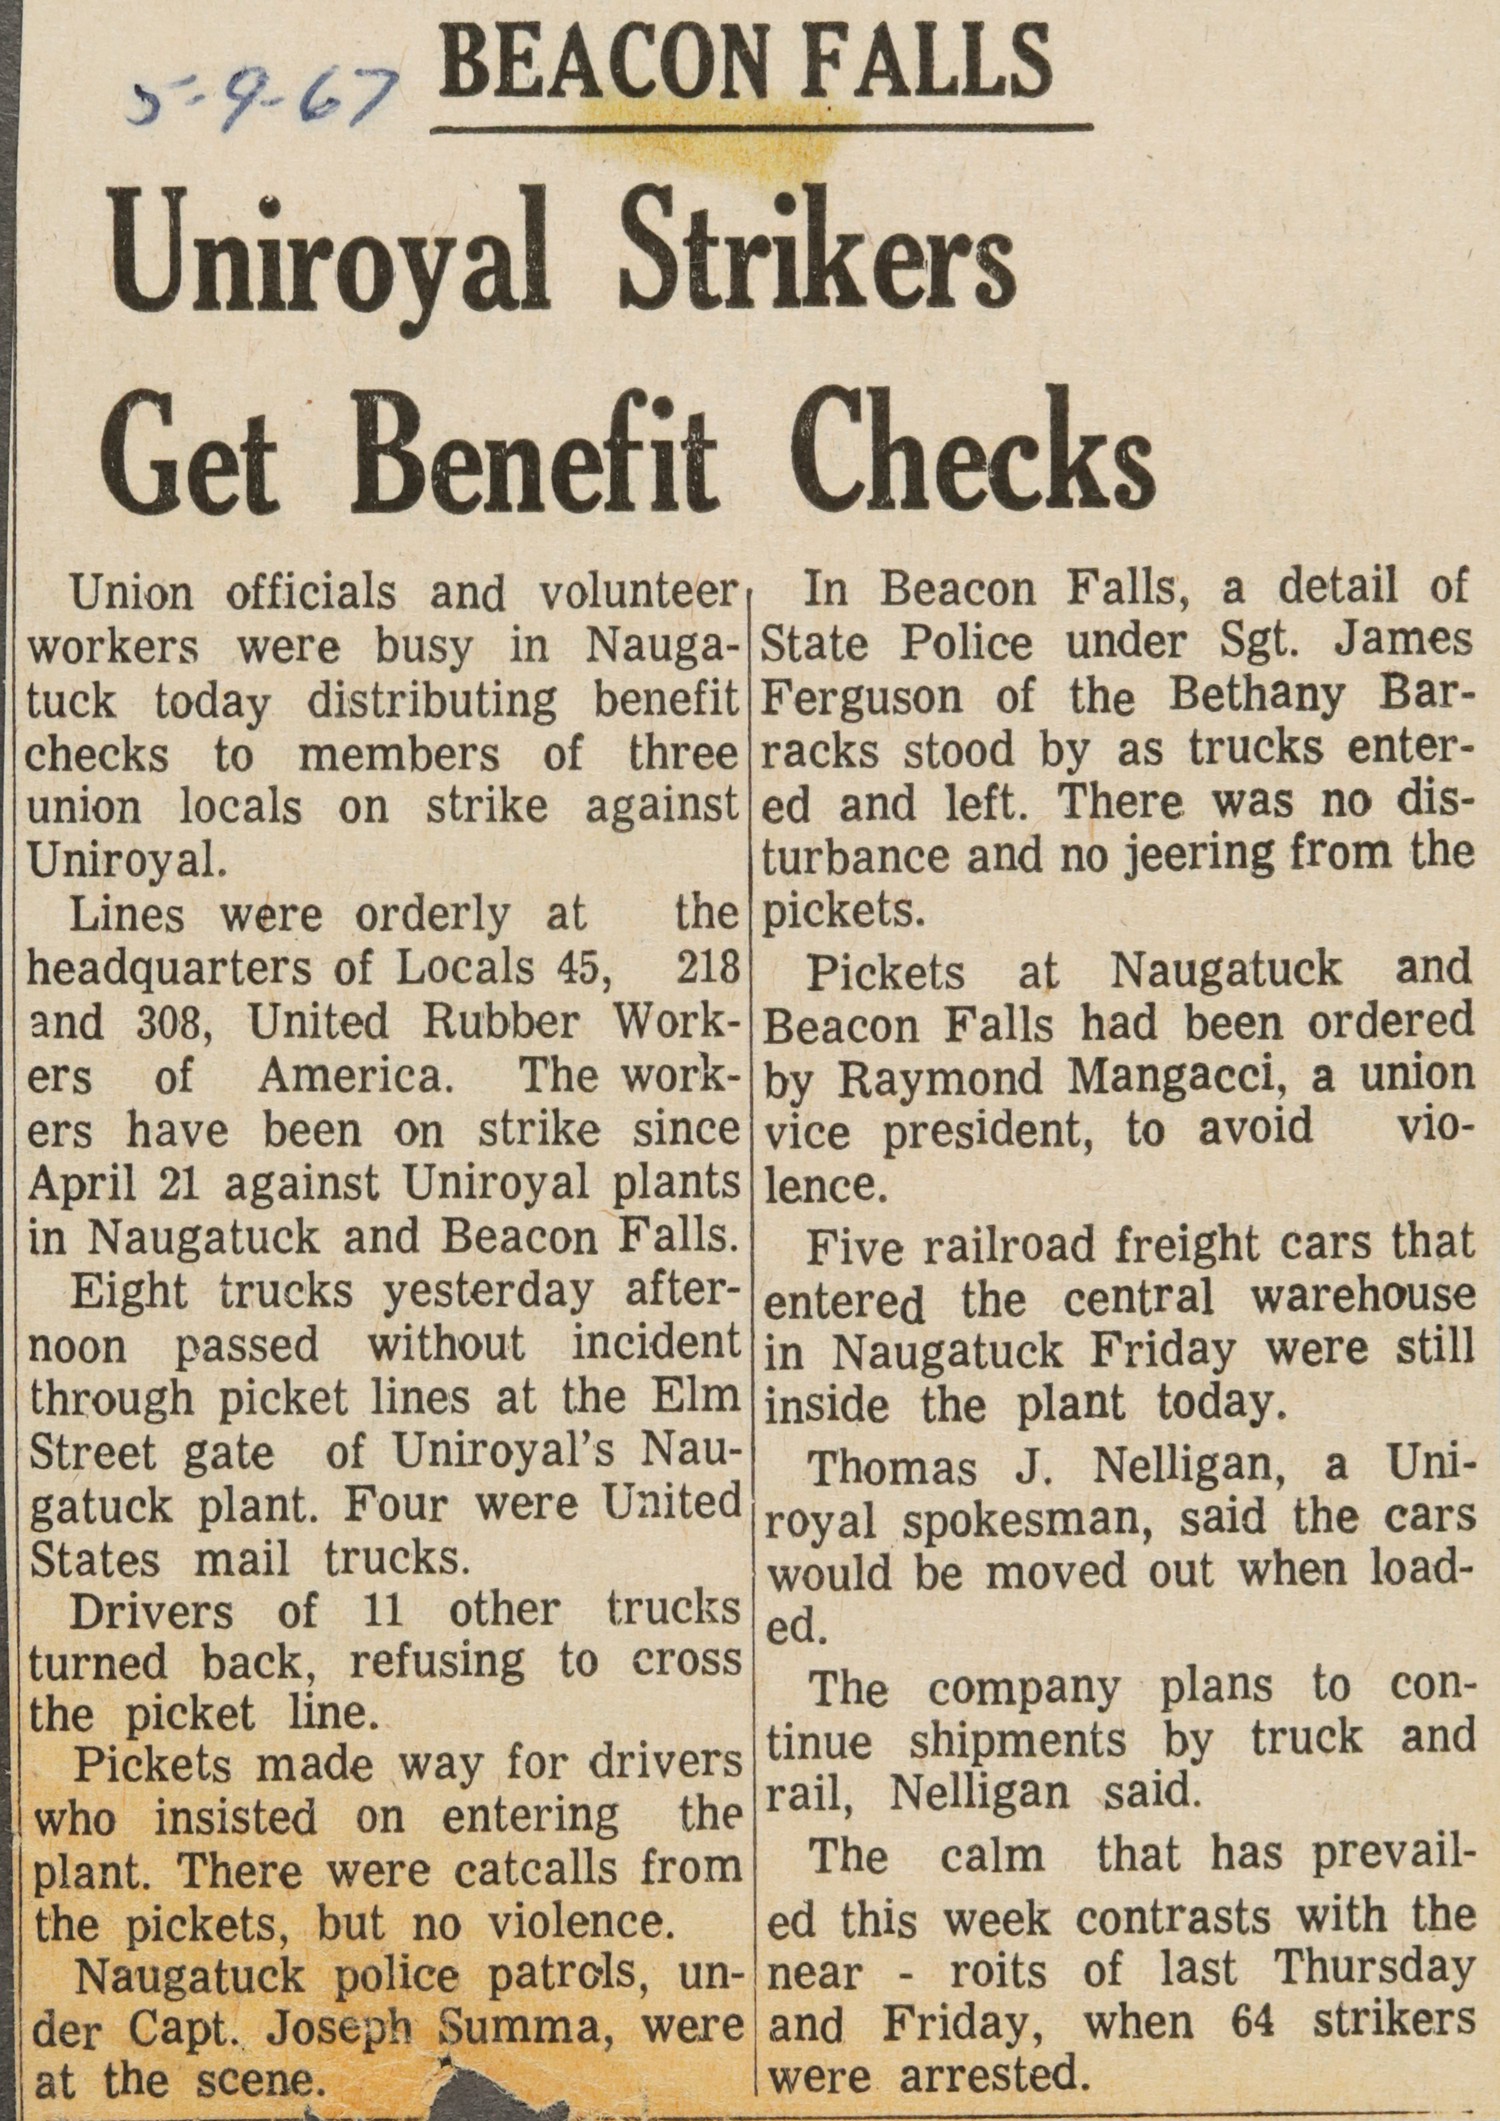 5-9-67
BEACON FALLS
Uniroyal Strikers
Get Benefit Checks
Union officials and volunteer
workers were busy in Nauga-
tuck today distributing benefit
checks to members of three
union locals on strike against
Uniroyal.
Lines were orderly at the
headquarters of Locals 45, 218
and 308, United Rubber Work-
ers of America. The work-
ers have been on strike since
April 21 against Uniroyal plants
in Naugatuck and Beacon Falls.
Eight trucks yesterday after-
noon passed without incident
through picket lines at the Elm
Street gate of Uniroyal's Nau-
gatuck plant. Four were United
States mail trucks.
Drivers of 11 other trucks
turned back, refusing to cross
the picket line.
Pickets made way for drivers
who insisted on entering the
plant. There were catcalls from
the pickets, but no violence.
Naugatuck police patrols, un-
der Capt. Joseph Summa, were
at the scene.
In Beacon Falls, a detail of
State Police under Sgt. James
Ferguson of the Bethany Bar-
racks stood by as trucks enter-
ed and left. There was no dis-
turbance and no jeering from the
pickets.
Pickets at Naugatuck and
Beacon Falls had been ordered
by Raymond Mangacci, a union
vice president, to avoid vio-
lence.
Five railroad freight cars that
entered the central warehouse
in Naugatuck Friday were still
inside the plant today.
Thomas J. Nelligan, a Uni-
royal spokesman, said the cars
would be moved out when load-
ed.
The company plans to con-
tinue shipments by truck and
rail, Nelligan said.
The calm that has prevail-
ed this week contrasts with the
near - roits of last Thursday
and Friday, when 64 strikers
were arrested.